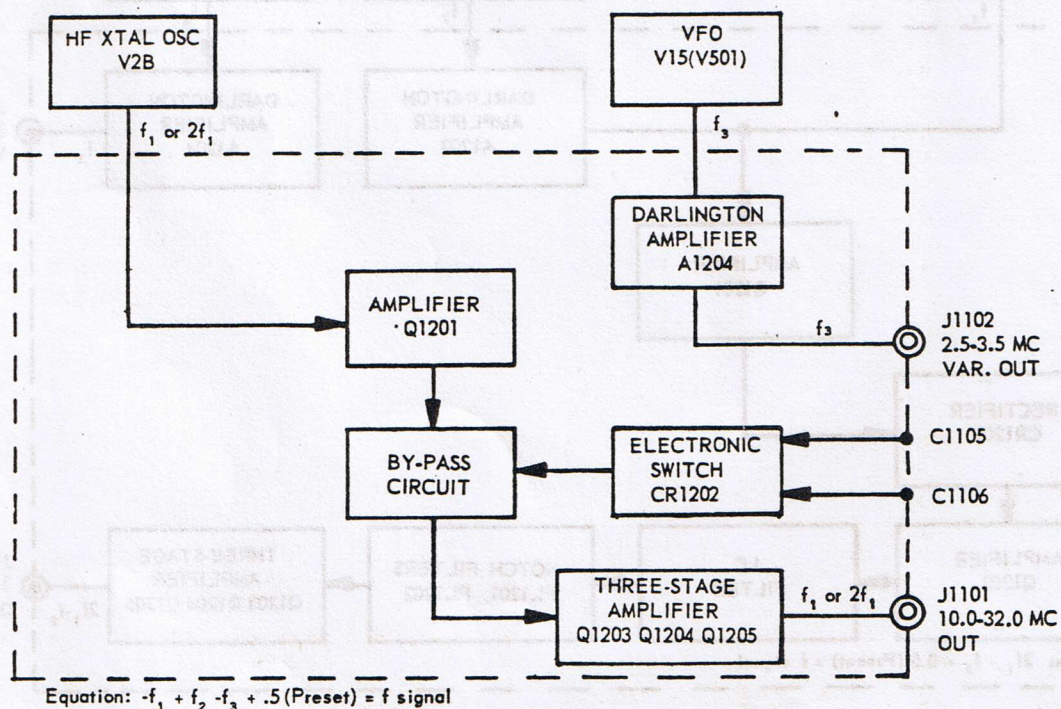 HF XTAL OSC
V2B
VFO
V15(V501)
f₁ or 2f₁
f₃
DARLINGTON
AMPLIFIER
A1204
AMPLIFIER
Q1201
f₃
J1102
2.5-3.5 MC
VAR. OUT
BY-PASS
CIRCUIT
ELECTRONIC
SWITCH
CR1202
C1105
C1106
THREE-STAGE
AMPLIFIER
Q1203 Q1204 Q1205
f₁ or 2f₁
J1101
10.0-32.0 MC
OUT
Equation: -f₁ + f₂ -f₃ + .5 (Preset) = f signal